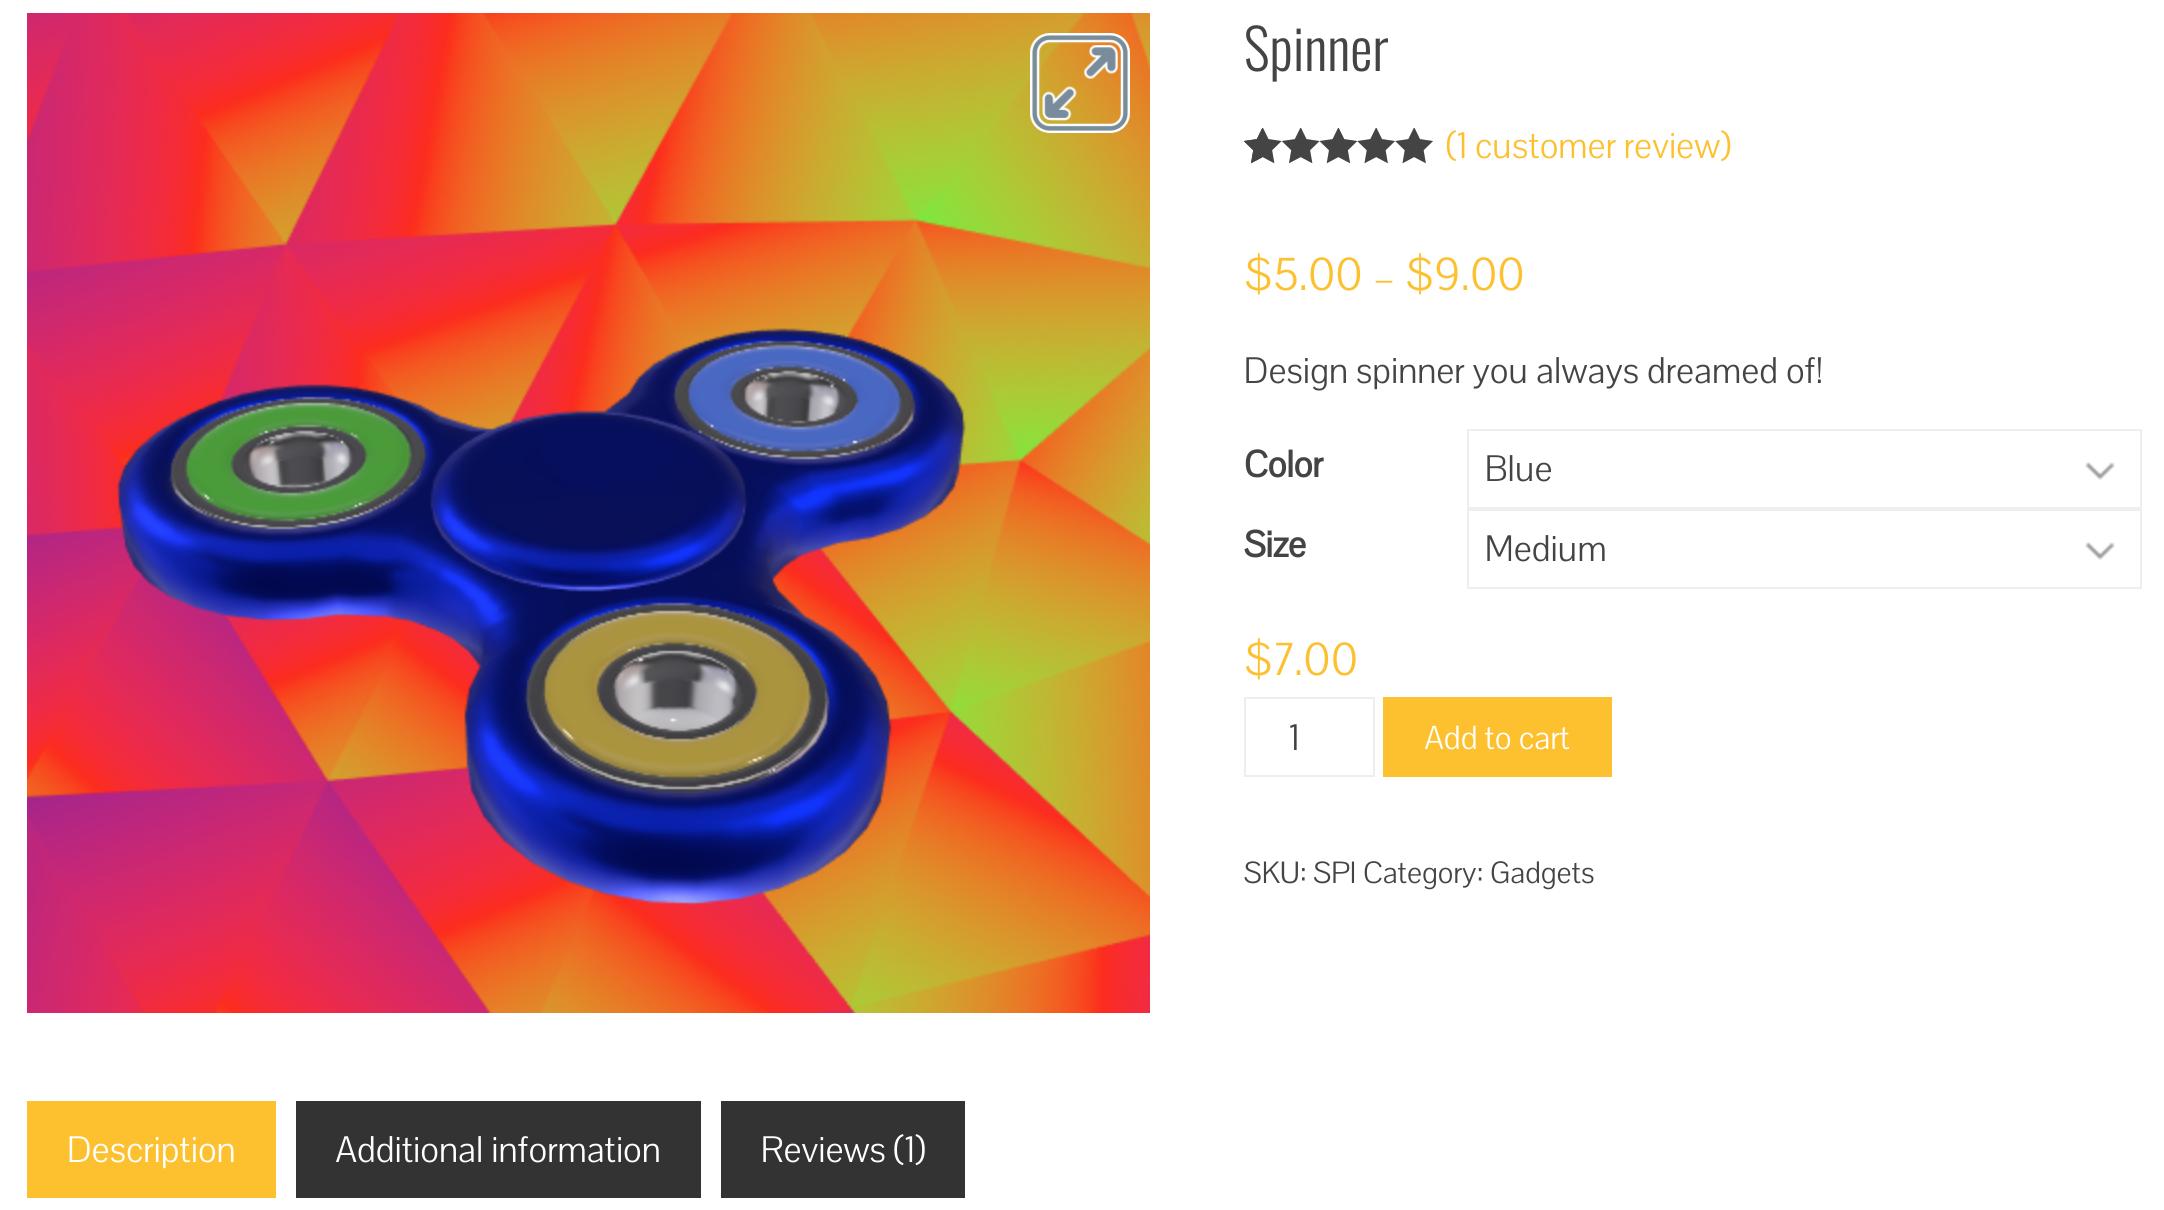 Spinner
(1 customer review)
$5.00 – $9.00
Design spinner you always dreamed of!
Color Blue
Size Medium
$7.00
1 Add to cart
SKU: SPI Category: Gadgets
Description Additional information Reviews (1)